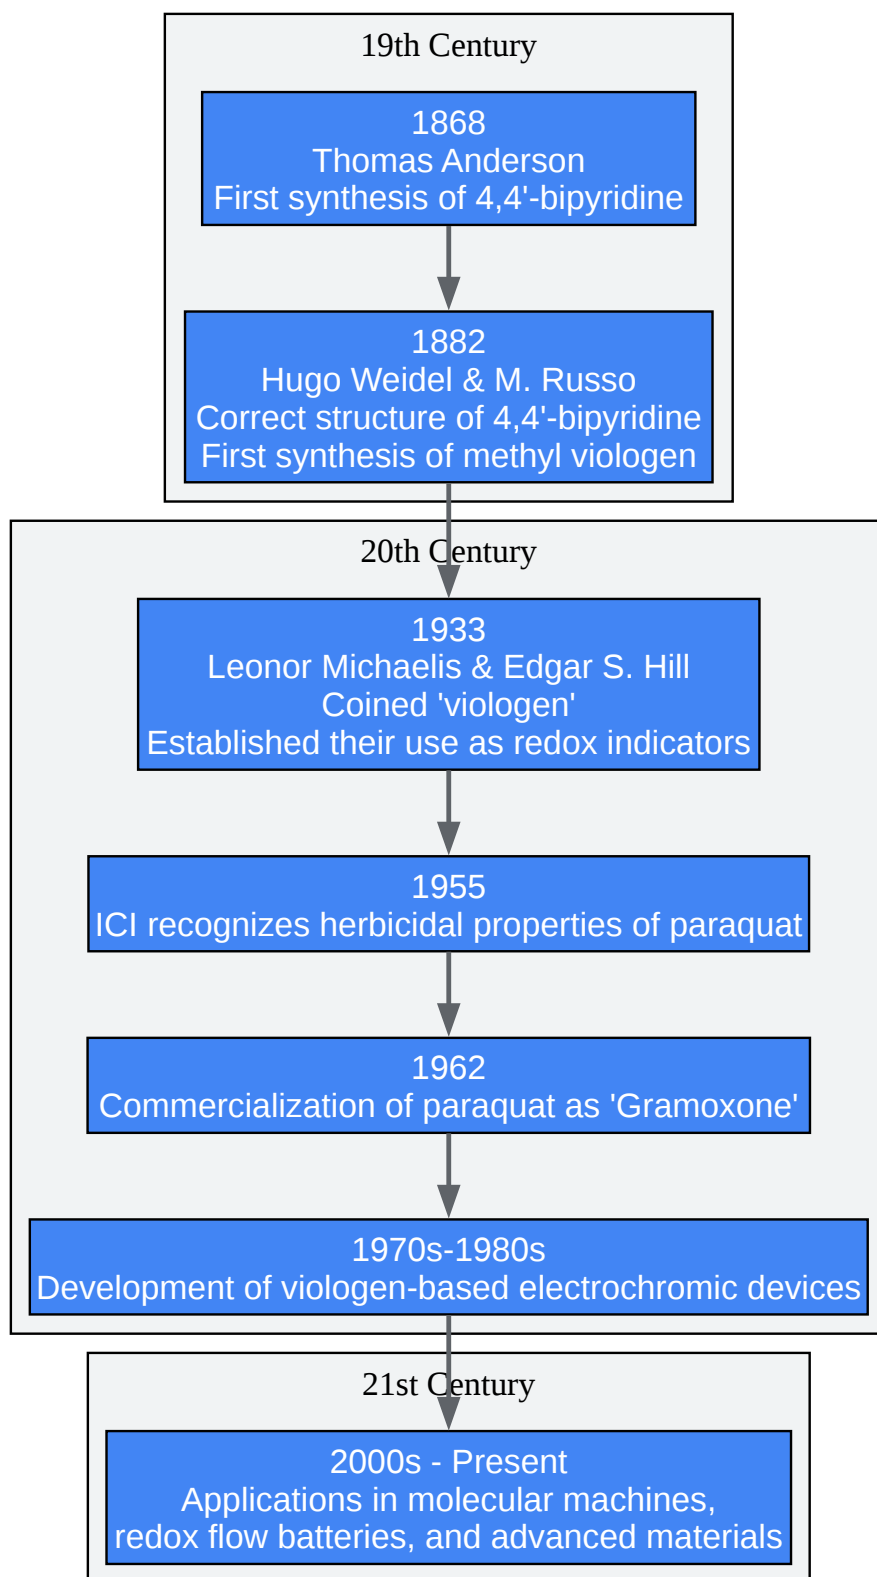 19th Century
1868
Thomas Anderson
First synthesis of 4,4'-bipyridine
1882
Hugo Weidel & M. Russo
Correct structure of 4,4'-bipyridine
First synthesis of methyl viologen
20th Century
1933
Leonor Michaelis & Edgar S. Hill
Coined 'viologen'
Established their use as redox indicators
1955
ICI recognizes herbicidal properties of paraquat
1962
Commercialization of paraquat as 'Gramoxone'
1970s-1980s
Development of viologen-based electrochromic devices
21st Century
2000s - Present
Applications in molecular machines,
redox flow batteries, and advanced materials